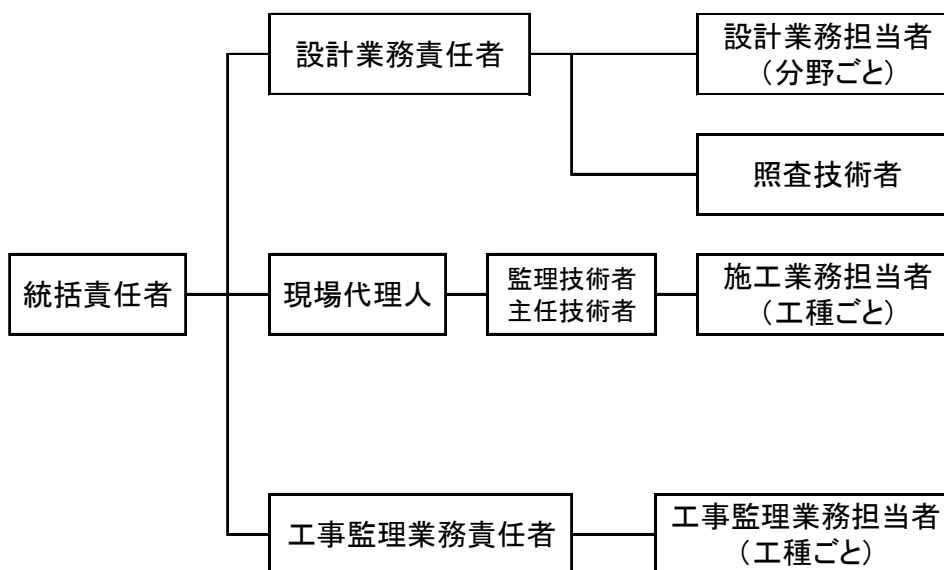 設計業務責任者
設計業務担当者
(分野ごと)
照査技術者
統括責任者
現場代理人
監理技術者
主任技術者
施工業務担当者
(工種ごと)
工事監理業務責任者
工事監理業務担当者
(工種ごと)